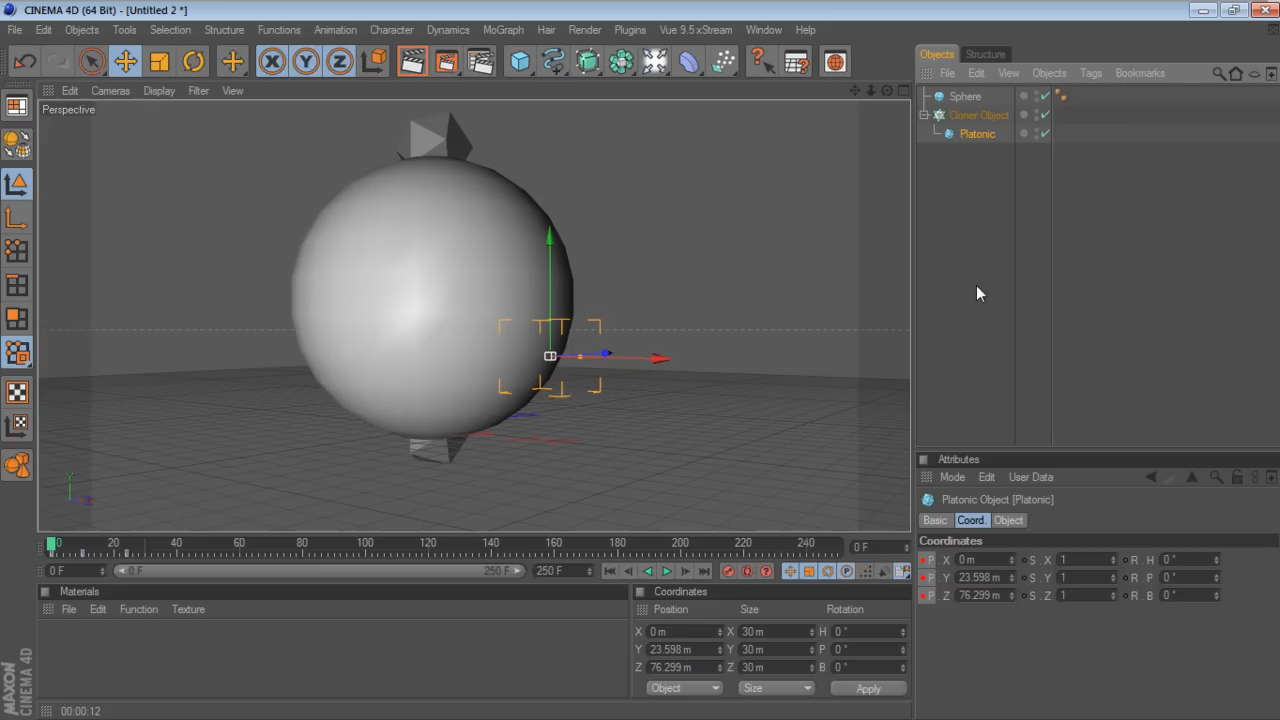 CINEMA 4D (64 Bit) - [Untitled 2 *]
File Edit Objects Tools Selection Structure Functions Animation Character Dynamics MoGraph Hair Render Plugins Vue 9.5 xStream Window Help
X Y Z
Objects Structure
File Edit View Objects Tags Bookmarks
Sphere
Cloner Object
Platonic
Edit Cameras Display Filter View
Perspective
Y
Attributes
Mode Edit User Data
Platonic Object [Platonic]
Basic Coord. Object
Coordinates
P . X 0 m S . X 1 R . H 0 °
P . Y 23.598 m S . Y 1 R . P 0 °
P . Z 76.299 m S . Z 1 R . B 0 °
0 20 40 60 80 100 120 140 160 180 200 220 240 0 F
0 F 0 F 250 F 250 F
Materials
File Edit Function Texture
Coordinates
Position Size Rotation
X 0 m X 30 m H 0 °
Y 23.598 m Y 30 m P 0 °
Z 76.299 m Z 30 m B 0 °
Object Size Apply
MAXON
CINEMA 4D
00:00:12